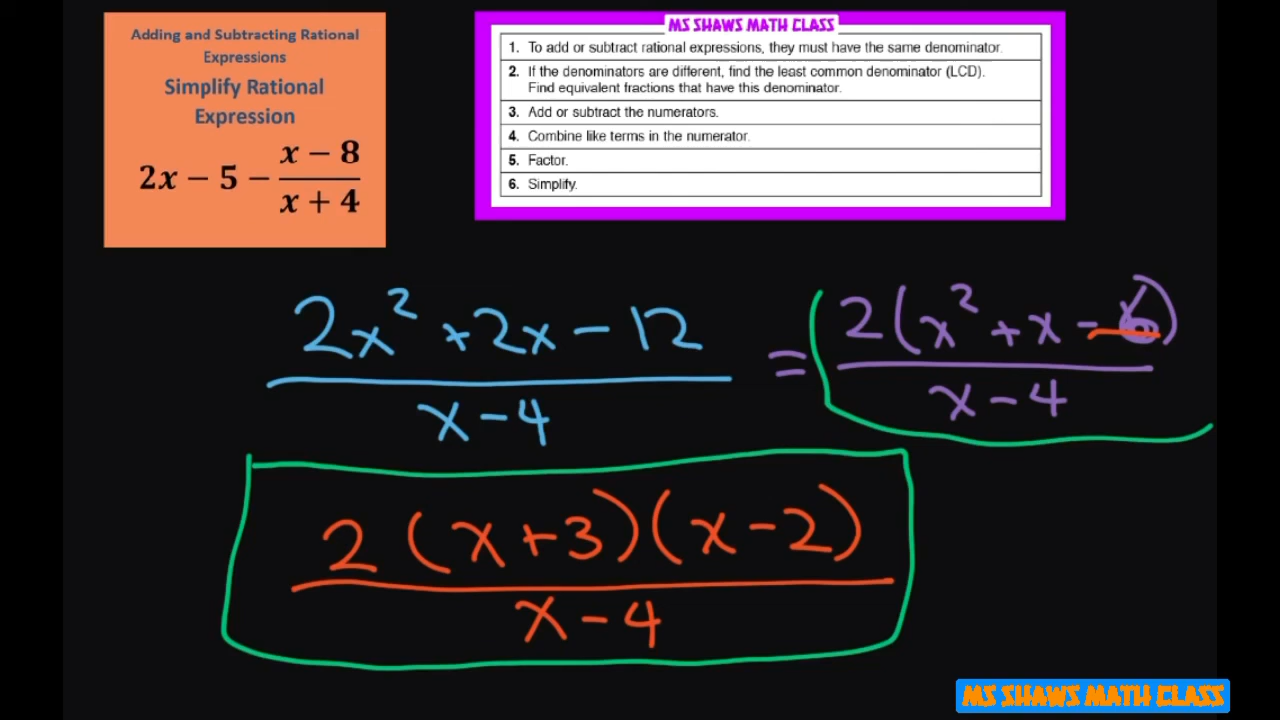 Adding and Subtracting Rational
Expressions
Simplify Rational
Expression
2x − 5 − (x − 8)/(x + 4)
MS SHAWS MATH CLASS
1. To add or subtract rational expressions, they must have the same denominator.
2. If the denominators are different, find the least common denominator (LCD).
Find equivalent fractions that have this denominator.
3. Add or subtract the numerators.
4. Combine like terms in the numerator.
5. Factor.
6. Simplify.
2x² + 2x − 12
x − 4
= 2(x² + x − 6)
x − 4
2(x+3)(x−2)
x − 4
MS SHAWS MATH CLASS